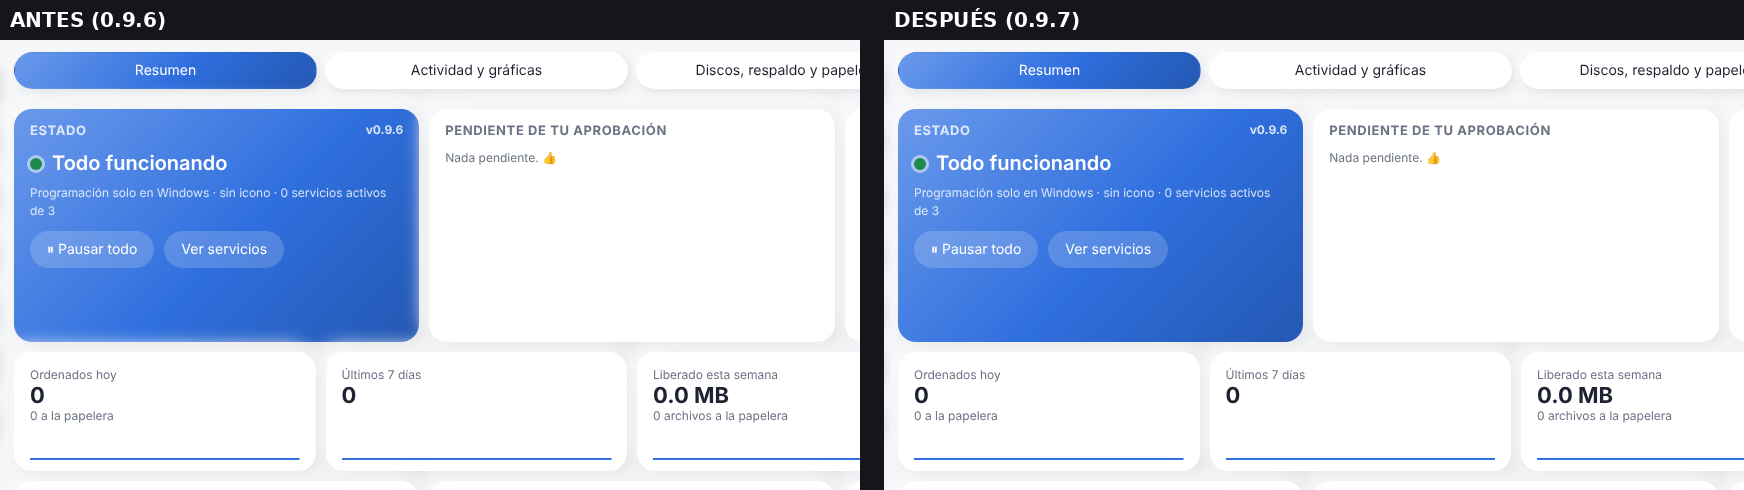 ANTES (0.9.6)
Resumen
Actividad y gráficas
Discos, respaldo y papel
ESTADO
v0.9.6
Todo funcionando
Programación solo en Windows · sin icono · 0 servicios activos
de 3
Pausar todo
Ver servicios
PENDIENTE DE TU APROBACIÓN
Nada pendiente. 👍
Ordenados hoy
0
0 a la papelera
Últimos 7 días
0
Liberado esta semana
0.0 MB
0 archivos a la papelera
DESPUÉS (0.9.7)
Resumen
Actividad y gráficas
Discos, respaldo y papel
ESTADO
v0.9.6
Todo funcionando
Programación solo en Windows · sin icono · 0 servicios activos
de 3
Pausar todo
Ver servicios
PENDIENTE DE TU APROBACIÓN
Nada pendiente. 👍
Ordenados hoy
0
0 a la papelera
Últimos 7 días
0
Liberado esta semana
0.0 MB
0 archivos a la papelera